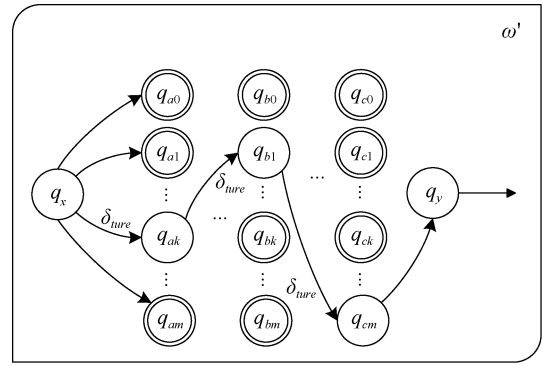 ω'
q_a0 q_b0 q_c0
q_a1 q_b1 q_c1
q_x δ_ture ⋮ δ_ture ⋮ ... ⋮ q_y
q_ak ... q_bk q_ck
⋮ ⋮ δ_ture ⋮
q_am q_bm q_cm